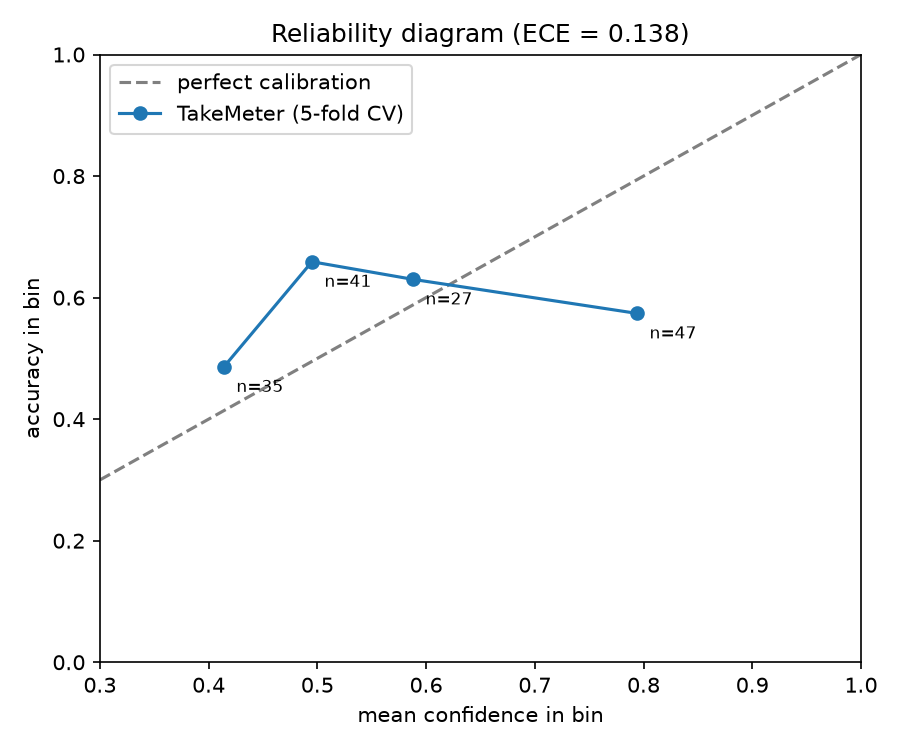 Reliability diagram (ECE = 0.138)
perfect calibration
TakeMeter (5-fold CV)
1.0
0.8
0.6
0.4
0.2
0.0
accuracy in bin
n=35
n=41
n=27
n=47
0.3
0.4
0.5
0.6
0.7
0.8
0.9
1.0
mean confidence in bin